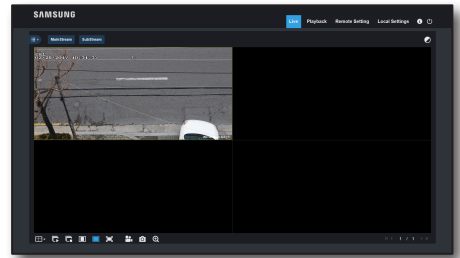 SAMSUNG
Live Playback Remote Setting Local Settings
MainStream SubStream
1 / 1